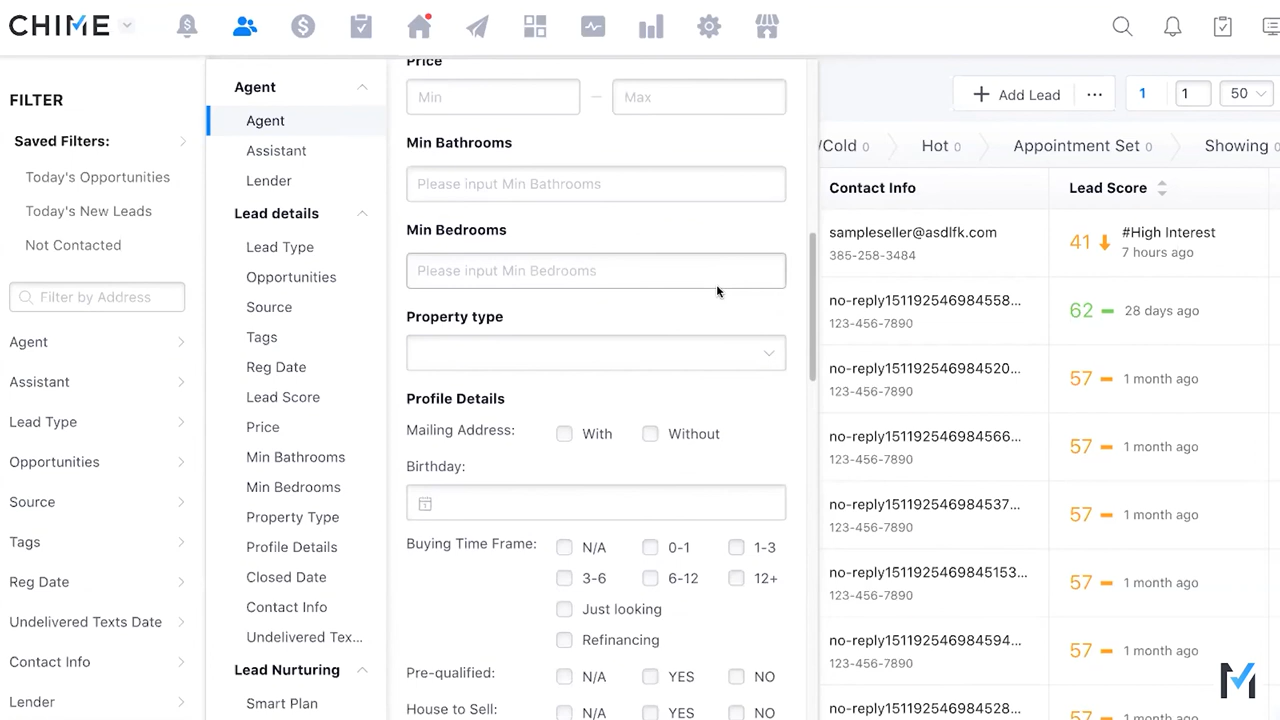 CHIME
FILTER
Saved Filters:
Today's Opportunities
Today's New Leads
Not Contacted
Filter by Address
Agent
Assistant
Lead Type
Opportunities
Source
Tags
Reg Date
Undelivered Texts Date
Contact Info
Lender
Agent
Agent
Assistant
Lender
Lead details
Lead Type
Opportunities
Source
Tags
Reg Date
Lead Score
Price
Min Bathrooms
Min Bedrooms
Property Type
Profile Details
Closed Date
Contact Info
Undelivered Tex...
Lead Nurturing
Smart Plan
Price
Min – Max
Min Bathrooms
Please input Min Bathrooms
Min Bedrooms
Please input Min Bedrooms
Property type
Profile Details
Mailing Address: With Without
Birthday:
Buying Time Frame: N/A 0-1 1-3
3-6 6-12 12+
Just looking
Refinancing
Pre-qualified: N/A YES NO
House to Sell: N/A YES NO
+ Add Lead ... 1 1 50
/Cold 0 Hot 0 Appointment Set 0 Showing 0
Contact Info Lead Score
sampleseller@asdlfk.com 41 #High Interest
385-258-3484 7 hours ago
no-reply151192546984558... 62 28 days ago
123-456-7890
no-reply151192546984520... 57 1 month ago
123-456-7890
no-reply151192546984566... 57 1 month ago
123-456-7890
no-reply151192546984537... 57 1 month ago
123-456-7890
no-reply1511925469845153... 57 1 month ago
123-456-7890
no-reply151192546984594... 57 1 month ago
123-456-7890
no-reply151192546984528... 57 1 month ago